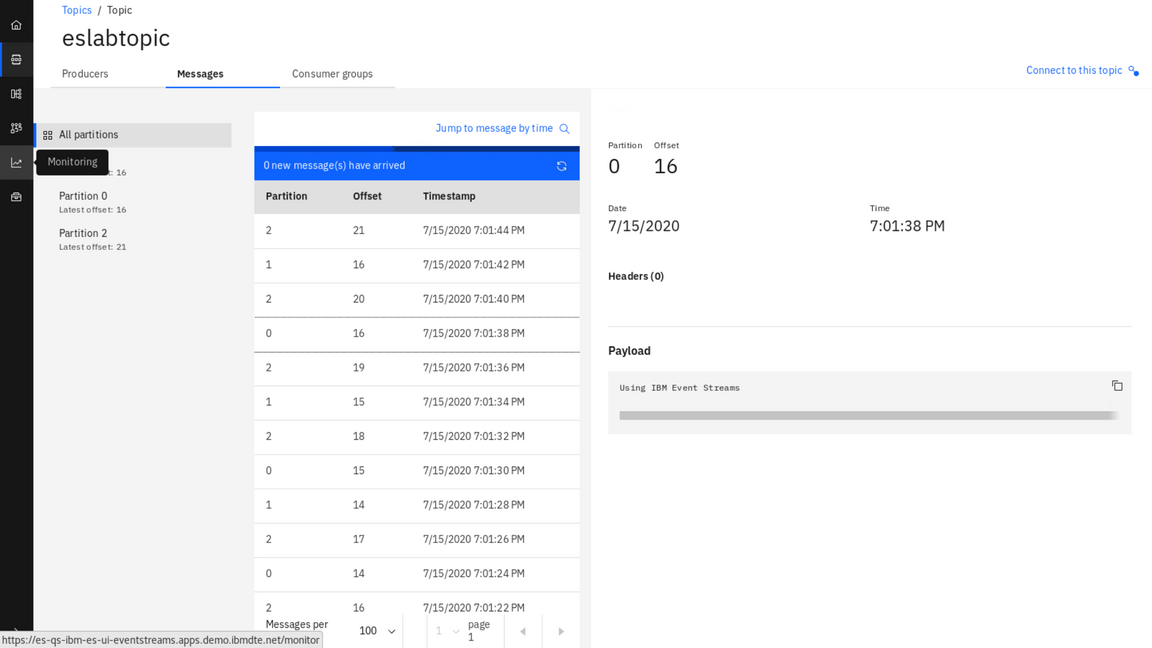 Topics / Topic
eslabtopic
Producers Messages Consumer groups
Connect to this topic
All partitions
Monitoring
t: 16
Partition 0
Latest offset: 16
Partition 2
Latest offset: 21
Jump to message by time
0 new message(s) have arrived
Partition Offset Timestamp
2 21 7/15/2020 7:01:44 PM
1 16 7/15/2020 7:01:42 PM
2 20 7/15/2020 7:01:40 PM
0 16 7/15/2020 7:01:38 PM
2 19 7/15/2020 7:01:36 PM
1 15 7/15/2020 7:01:34 PM
2 18 7/15/2020 7:01:32 PM
0 15 7/15/2020 7:01:30 PM
1 14 7/15/2020 7:01:28 PM
2 17 7/15/2020 7:01:26 PM
0 14 7/15/2020 7:01:24 PM
2 16 7/15/2020 7:01:22 PM
Messages per
100
1
page
1
Partition Offset
0 16
Date Time
7/15/2020 7:01:38 PM
Headers (0)
Payload
Using IBM Event Streams
https://es-qs-ibm-es-ui-eventstreams.apps.demo.ibmdte.net/monitor